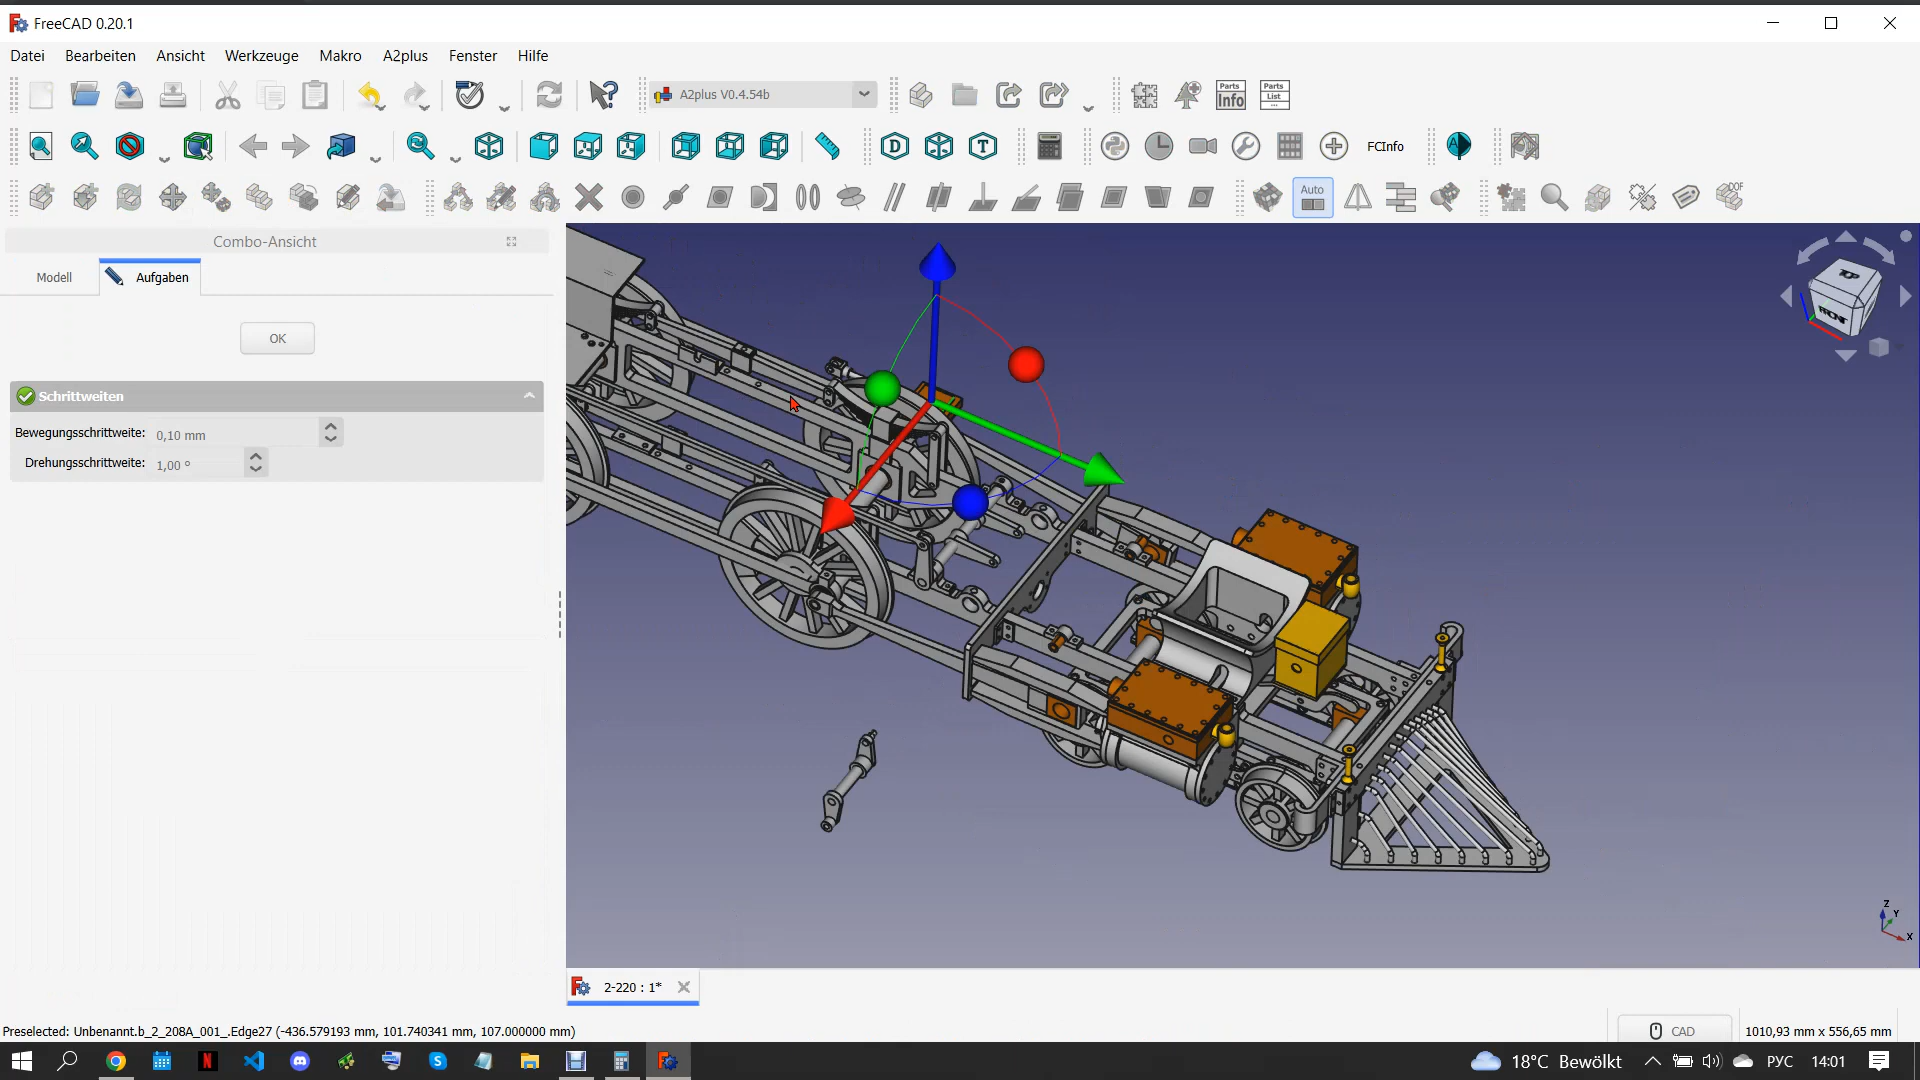 FreeCAD 0.20.1
Datei Bearbeiten Ansicht Werkzeuge Makro A2plus Fenster Hilfe
A2plus V0.4.54b
Parts Info
Parts List
D
T
FCInfo
Auto
DOF
Combo-Ansicht
Modell
Aufgaben
OK
Schrittweiten
Bewegungsschrittweite: 0,10 mm
Drehungsschrittweite: 1,00 °
TOP
FRONT
Z
Y
X
2-220 : 1*
Preselected: Unbenannt.b_2_208A_001_.Edge27 (-436.579193 mm, 101.740341 mm, 107.000000 mm)
CAD
1010,93 mm x 556,65 mm
18°C Bewölkt
РУС
14:01